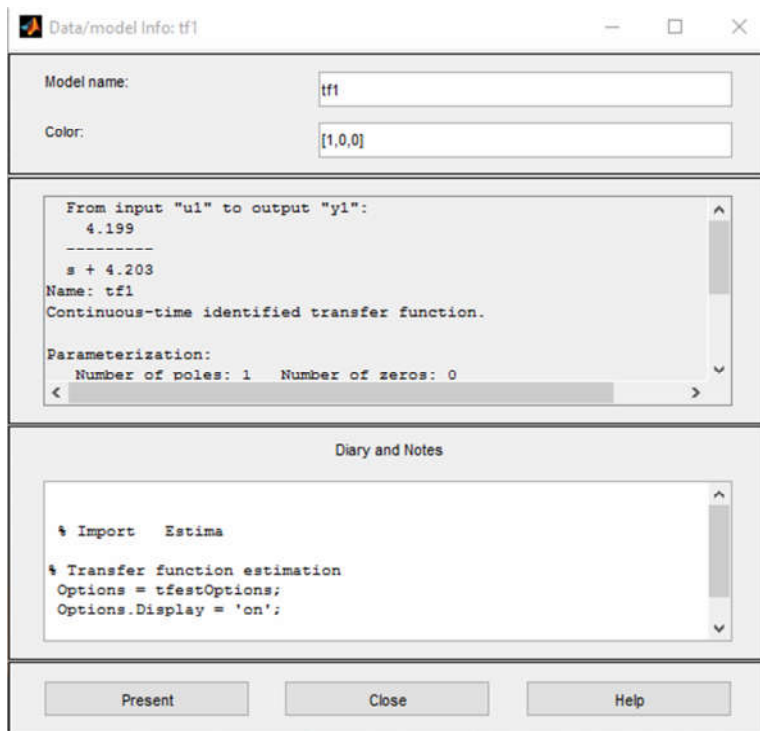 Data/model Info: tf1
Model name:
tf1
Color:
[1,0,0]
From input "u1" to output "y1":
4.199
---------
s + 4.203
Name: tf1
Continuous-time identified transfer function.
Parameterization:
Number of poles: 1   Number of zeros: 0
Diary and Notes
% Import   Estima
% Transfer function estimation
Options = tfestOptions;
Options.Display = 'on';
Present
Close
Help